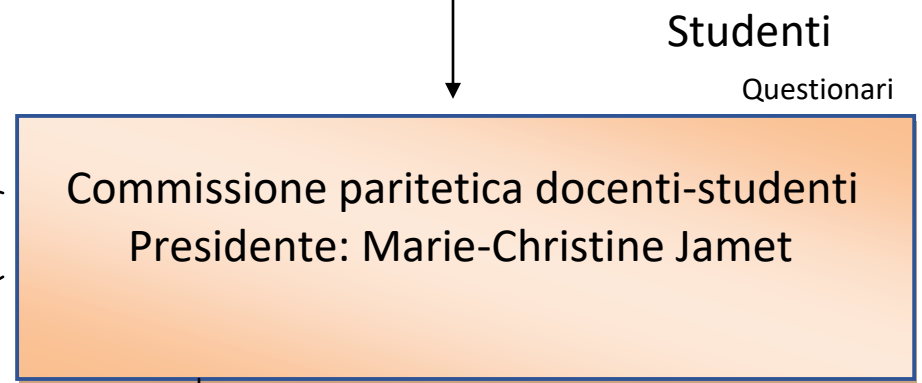 Studenti
Questionari
Commissione paritetica docenti-studenti
Presidente: Marie-Christine Jamet